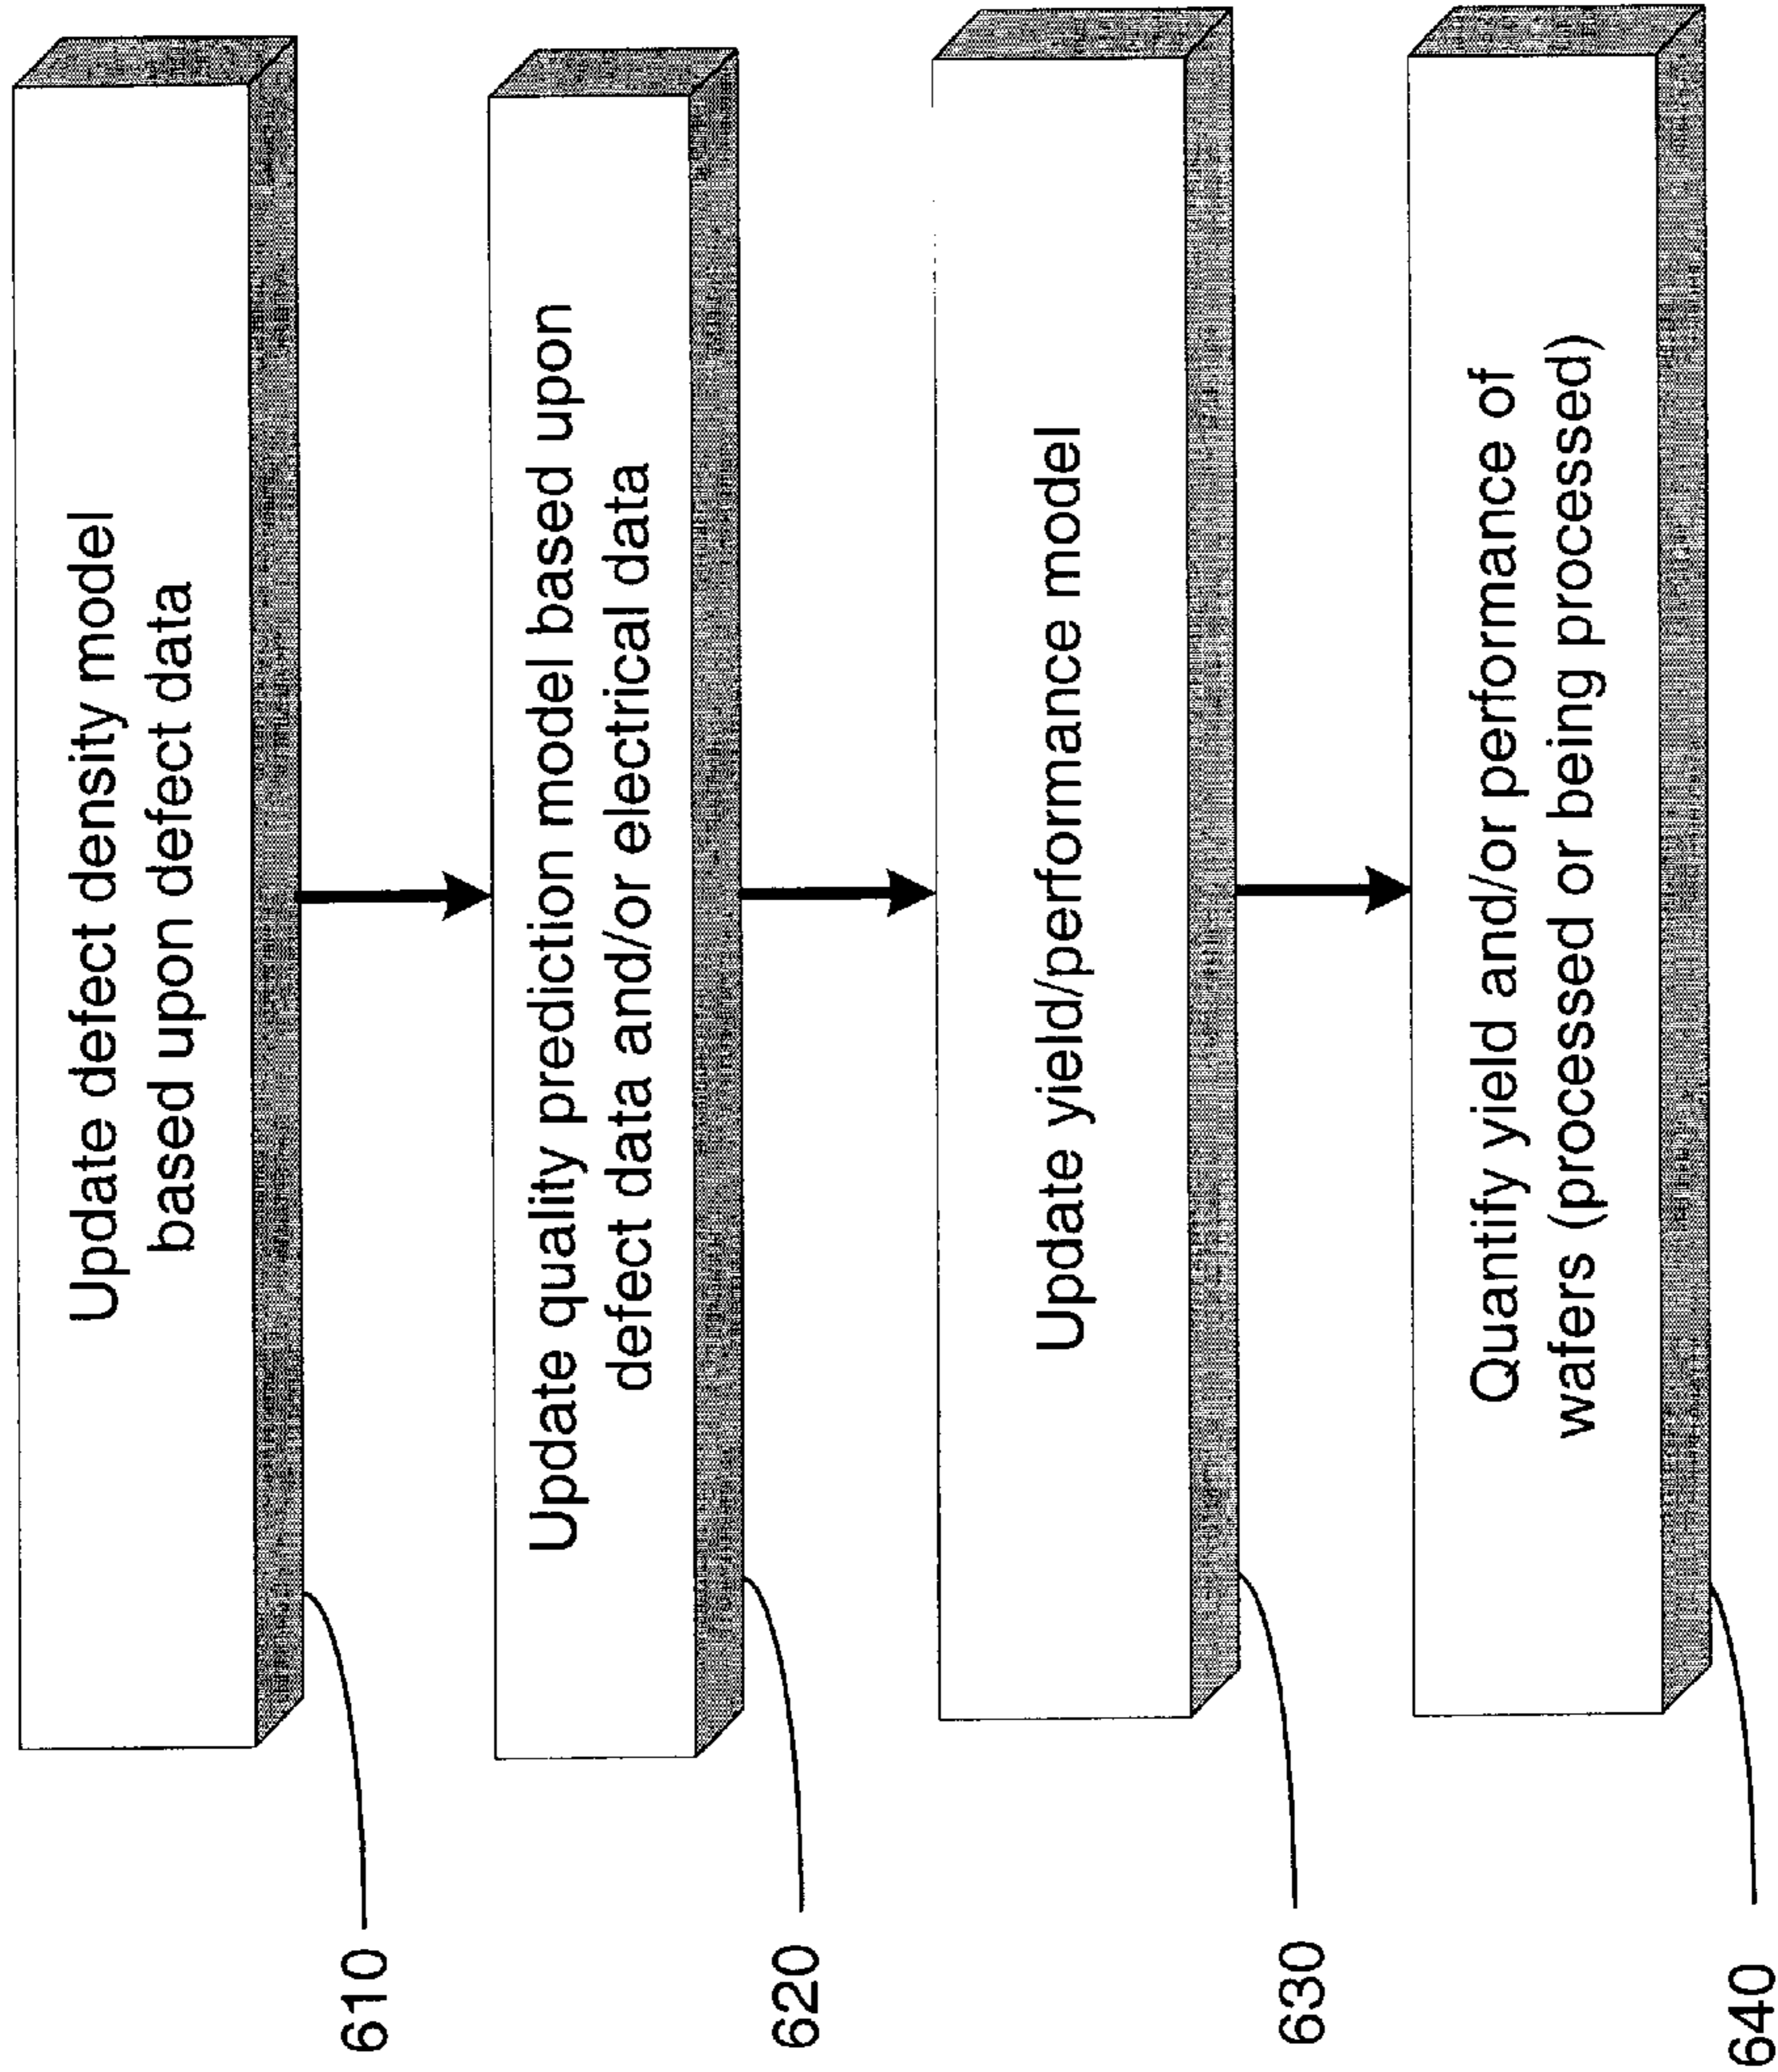 Update defect density model
based upon defect data
610
Update quality prediction model based upon
defect data and/or electrical data
620
Update yield/performance model
630
Quantify yield and/or performance of
wafers (processed or being processed)
640